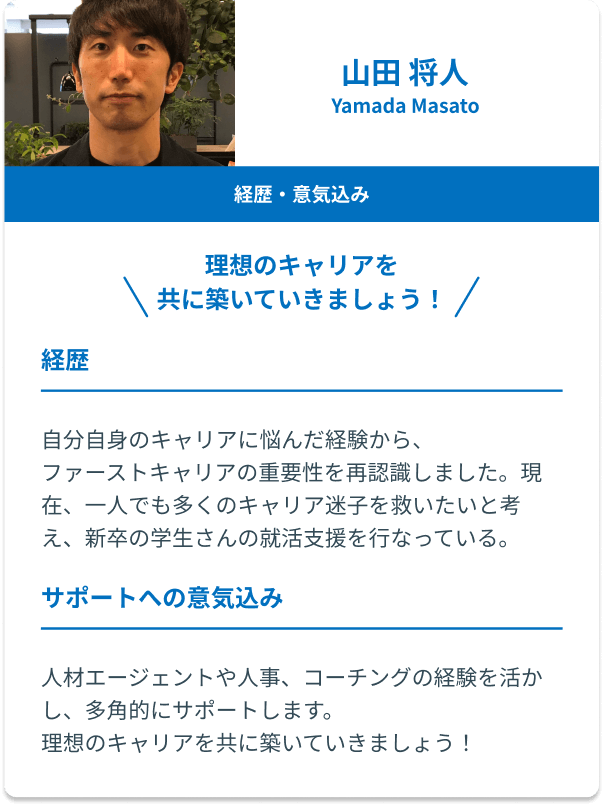 山田 将人
Yamada Masato
経歴・意気込み
理想のキャリアを
共に築いていきましょう！
経歴
自分自身のキャリアに悩んだ経験から、
ファーストキャリアの重要性を再認識しました。現
在、一人でも多くのキャリア迷子を救いたいと考
え、新卒の学生さんの就活支援を行なっている。
サポートへの意気込み
人材エージェントや人事、コーチングの経験を活か
し、多角的にサポートします。
理想のキャリアを共に築いていきましょう！